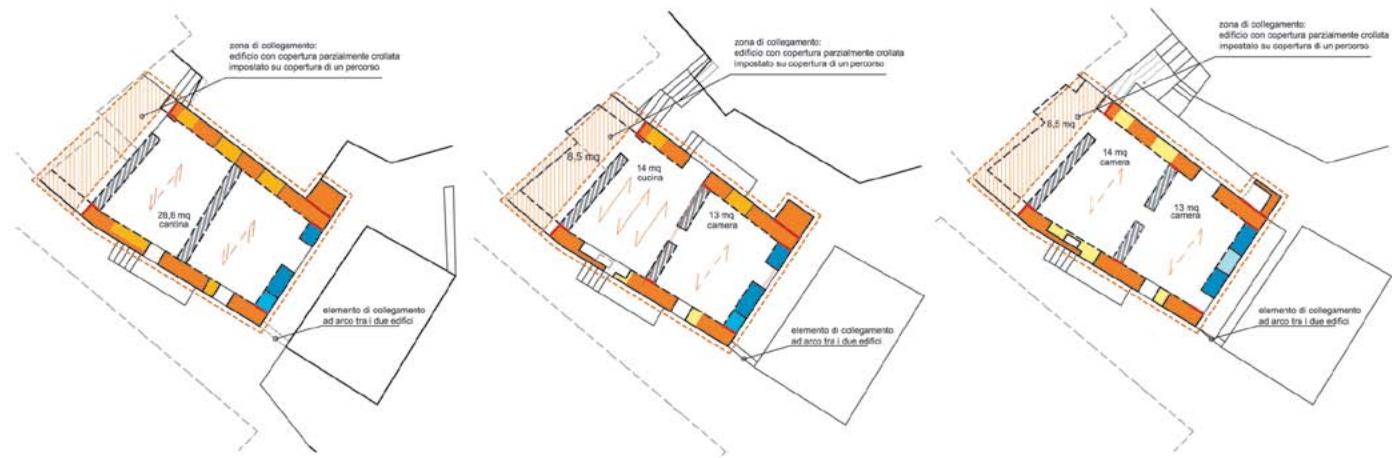 zona di collegamento:
edificio con copertura parzialmente crollata
impostato su copertura di un percorso
28,6 mq
cantina
elemento di collegamento
ad arco tra i due edifici
zona di collegamento:
edificio con copertura parzialmente crollata
impostato su copertura di un percorso
8,5 mq
14 mq
cucina
13 mq
camera
elemento di collegamento
ad arco tra i due edifici
zona di collegamento:
edificio con copertura parzialmente crollata
impostato su copertura di un percorso
8,5 mq
14 mq
camera
13 mq
camera
elemento di collegamento
ad arco tra i due edifici